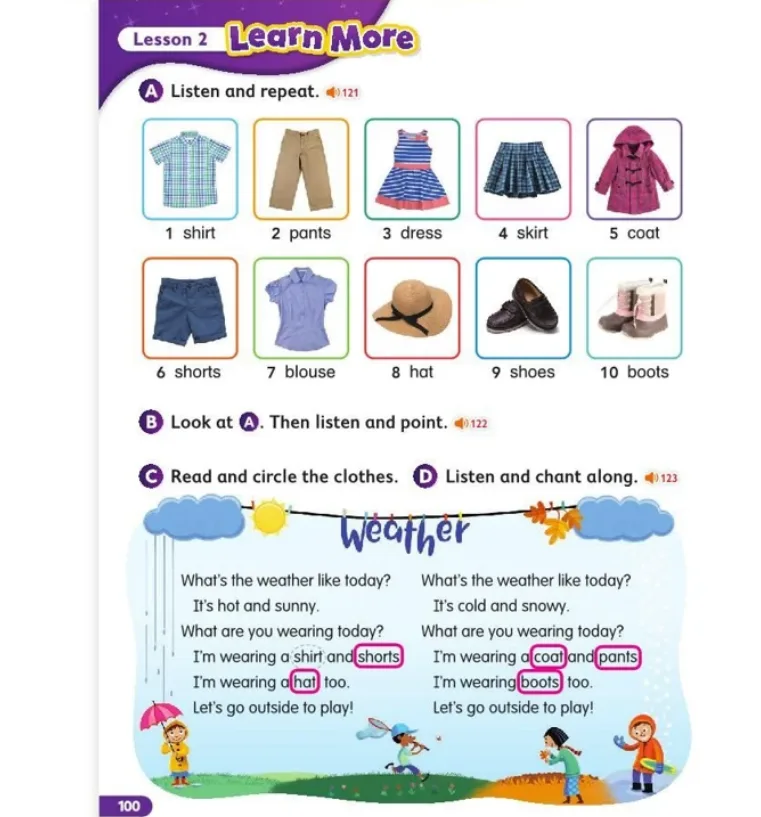 Lesson 2 Learn More
A Listen and repeat. 121
1 shirt
2 pants
3 dress
4 skirt
5 coat
6 shorts
7 blouse
8 hat
9 shoes
10 boots
B Look at A. Then listen and point. 122
C Read and circle the clothes.
D Listen and chant along. 123
Weather
What's the weather like today?
It's hot and sunny.
What are you wearing today?
I'm wearing a shirt and shorts
I'm wearing a hat too.
Let's go outside to play!
What's the weather like today?
It's cold and snowy.
What are you wearing today?
I'm wearing a coat and pants
I'm wearing boots too.
Let's go outside to play!
100